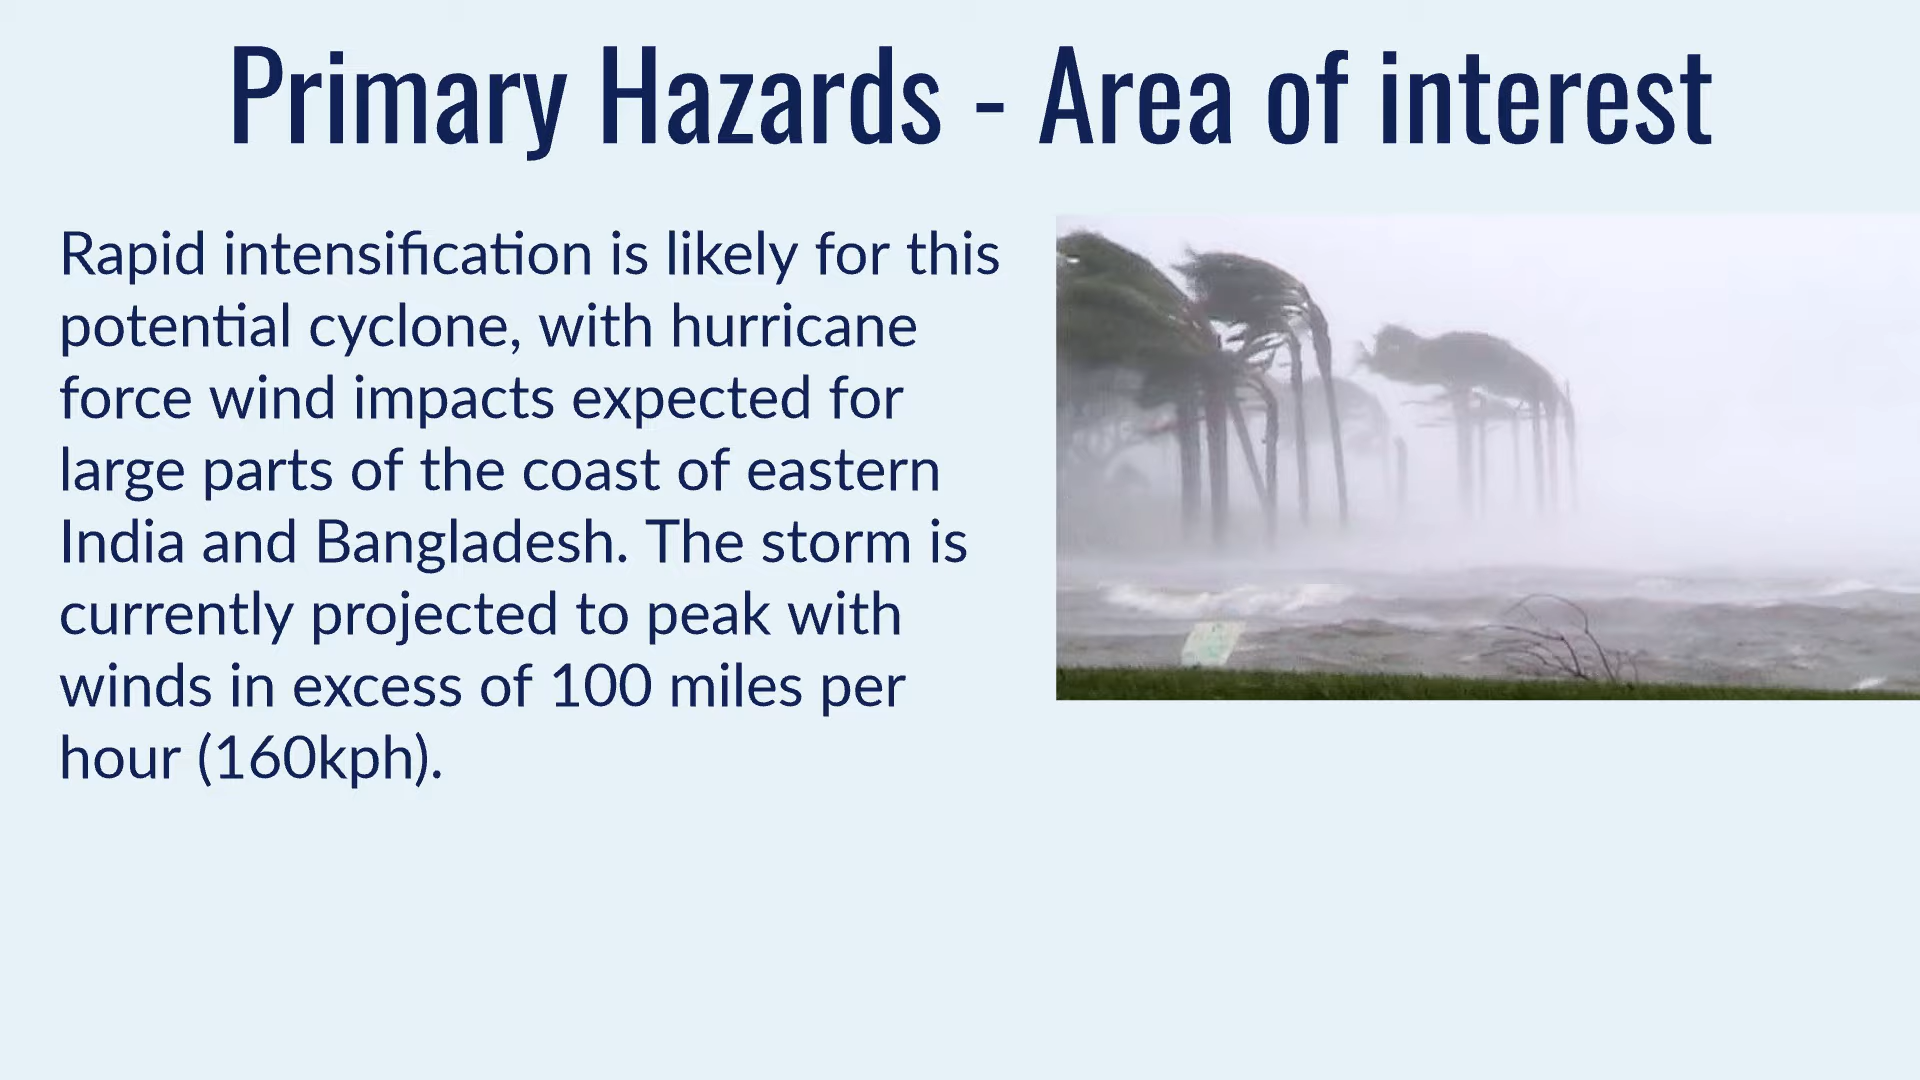 Primary Hazards - Area of interest
Rapid intensification is likely for this
potential cyclone, with hurricane
force wind impacts expected for
large parts of the coast of eastern
India and Bangladesh. The storm is
currently projected to peak with
winds in excess of 100 miles per
hour (160kph).